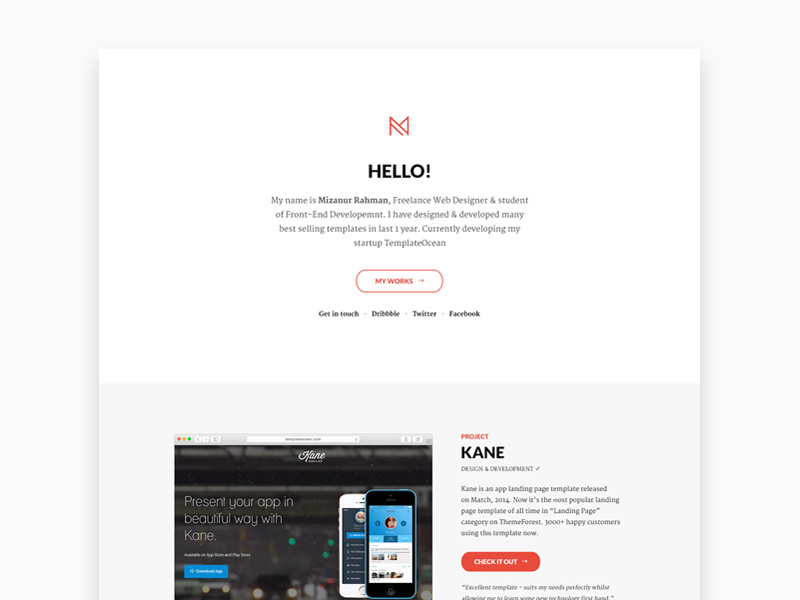 HELLO!
My name is Mizanur Rahman, Freelance Web Designer & student
of Front-End Developemnt. I have designed & developed many
best selling templates in last 1 year. Currently developing my
startup TemplateOcean
MY WORKS →
Get in touch • Dribbble • Twitter • Facebook
templateocean.com
Kane
Present your app in
beautiful way with
Kane.
Available on App Store and Play Store
Download App
PROJECT
KANE
DESIGN & DEVELOPMENT ✓
Kane is an app landing page template released
on March, 2014. Now it's the most popular landing
page template of all time in “Landing Page”
category on ThemeForest. 3000+ happy customers
using this template now.
CHECK IT OUT →
“Excellent template - suits my needs perfectly whilst
allowing me to learn some new technology first hand.”